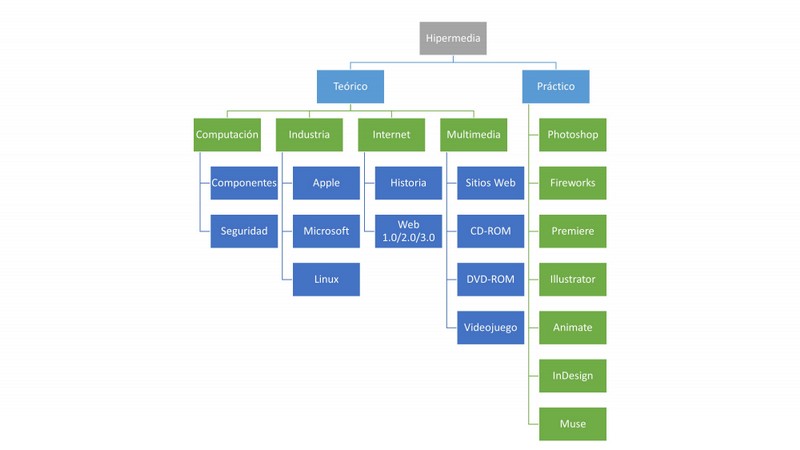 Hipermedia
Teórico
Práctico
Computación
Industria
Internet
Multimedia
Photoshop
Componentes
Apple
Historia
Sitios Web
Fireworks
Seguridad
Microsoft
Web
1.0/2.0/3.0
CD-ROM
Premiere
Linux
DVD-ROM
Illustrator
Videojuego
Animate
InDesign
Muse